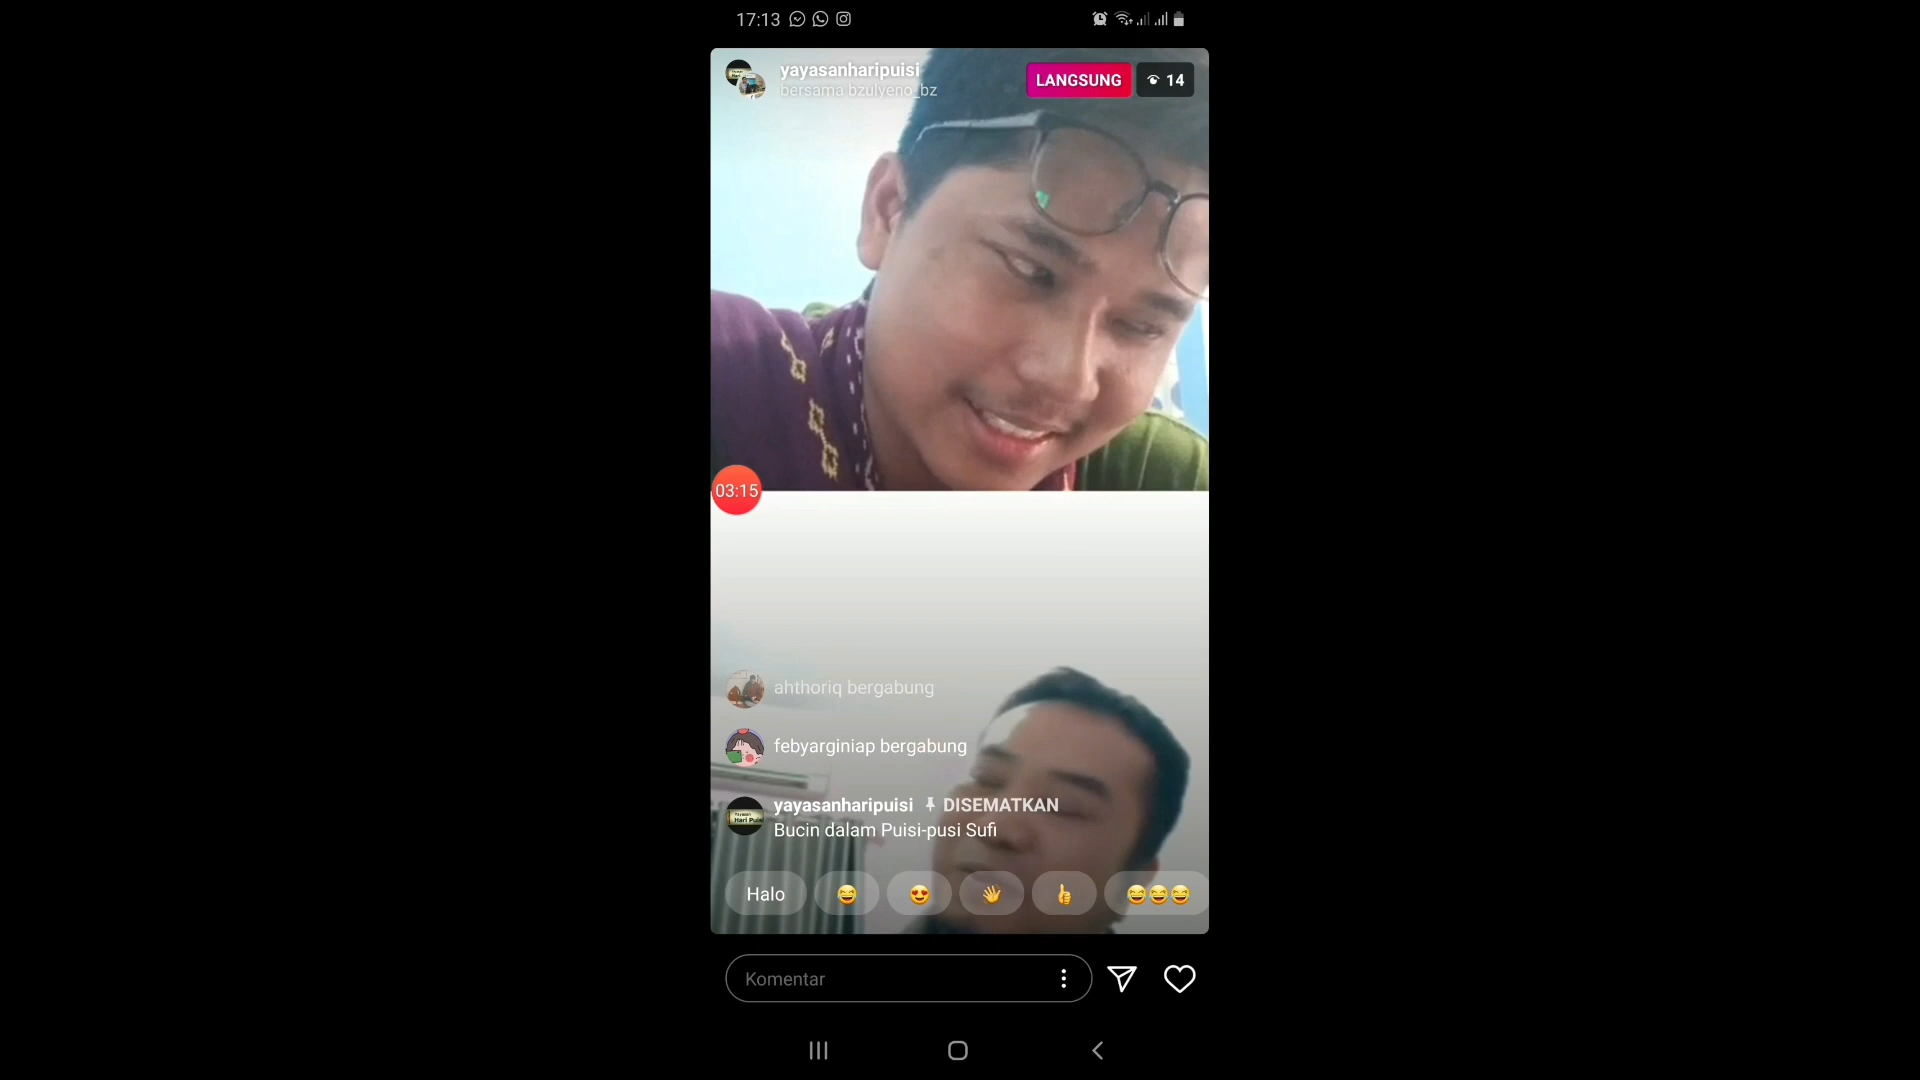 17:13
yayasanharipuisi
bersama bzulyeno_bz
LANGSUNG
14
03:15
ahthoriq bergabung
febyarginiap bergabung
yayasanharipuisi DISEMATKAN
Bucin dalam Puisi-pusi Sufi
Halo
Komentar